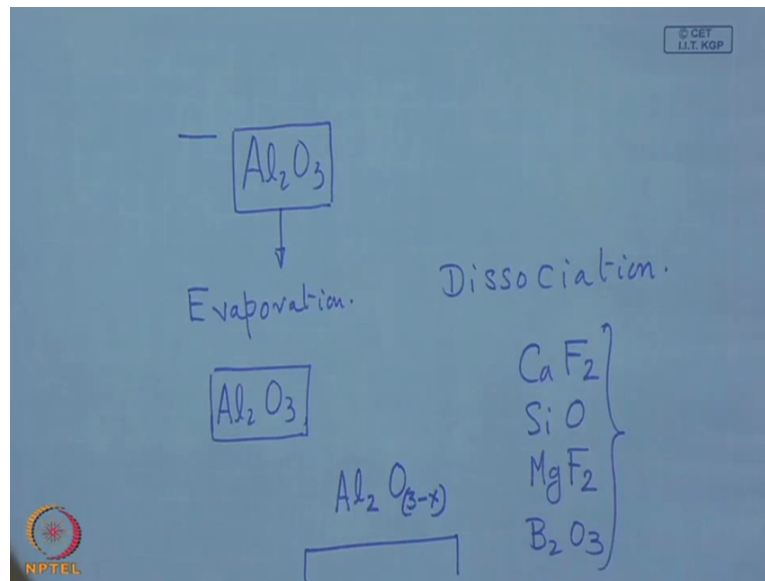 © CET
I.I.T. KGP
Al₂O₃
Evaporation.
Dissociation.
Al₂O₃
CaF₂
SiO
MgF₂
B₂O₃
Al₂O(3-x)
NPTEL